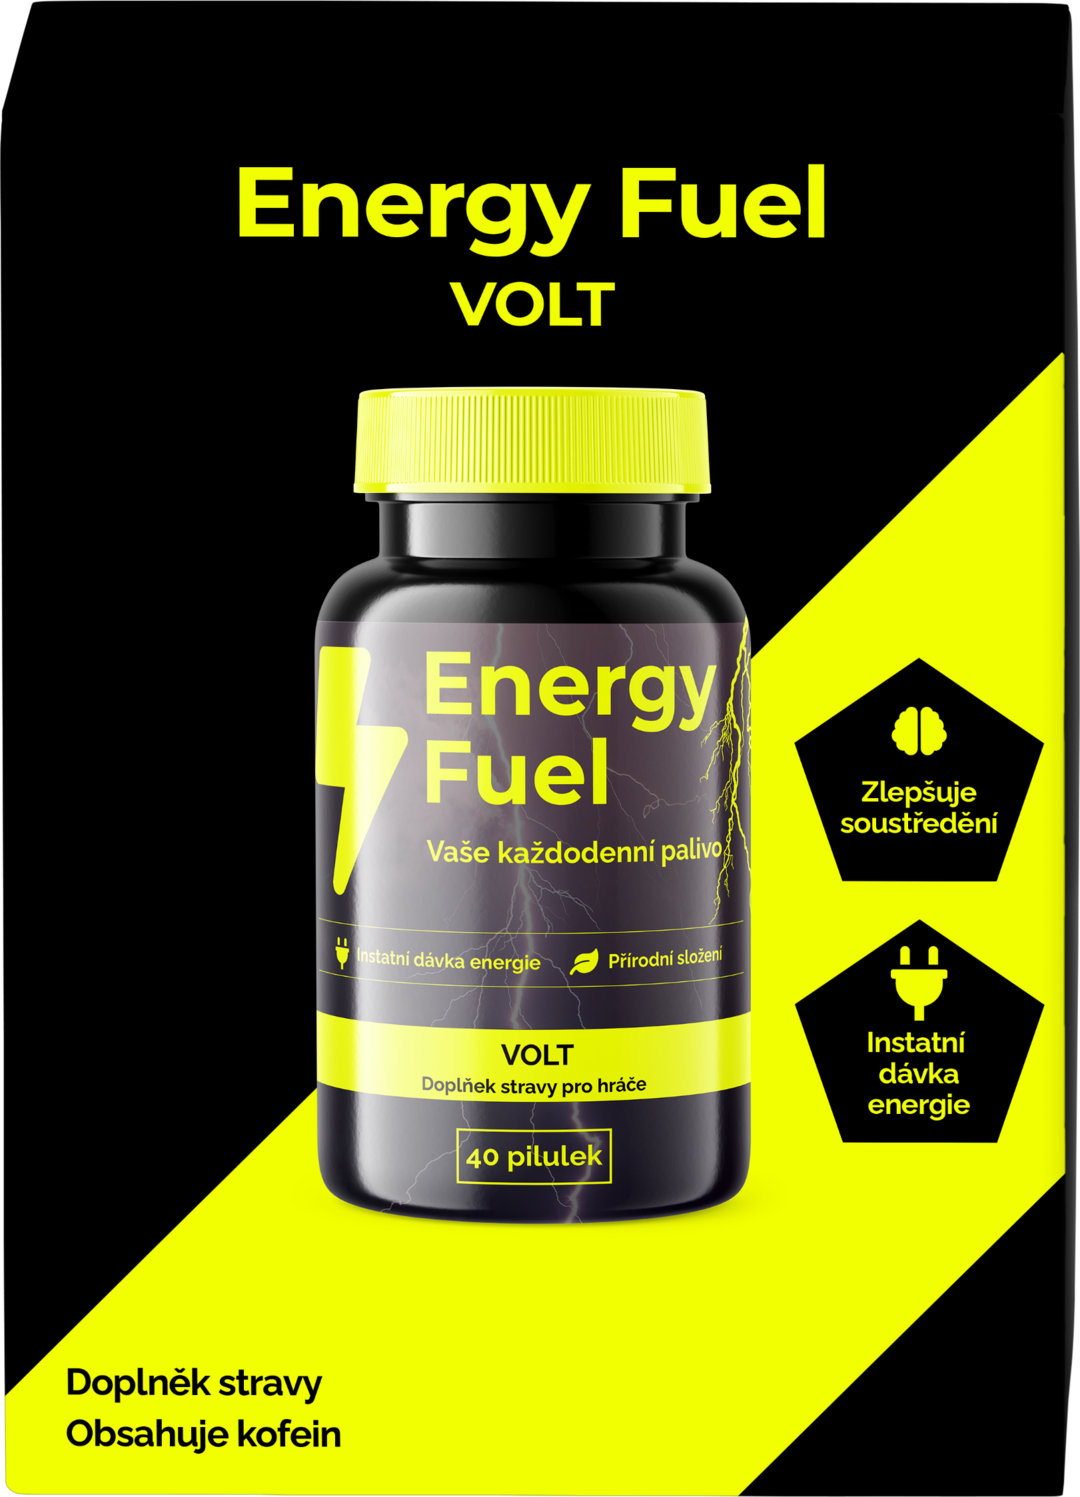 Energy Fuel
VOLT
Energy
Fuel
Vaše každodenní palivo
Instatní dávka energie
Přírodní složení
VOLT
Doplňek stravy pro hráče
40 pilulek
Zlepšuje
soustředění
Instatní
dávka
energie
Doplněk stravy
Obsahuje kofein